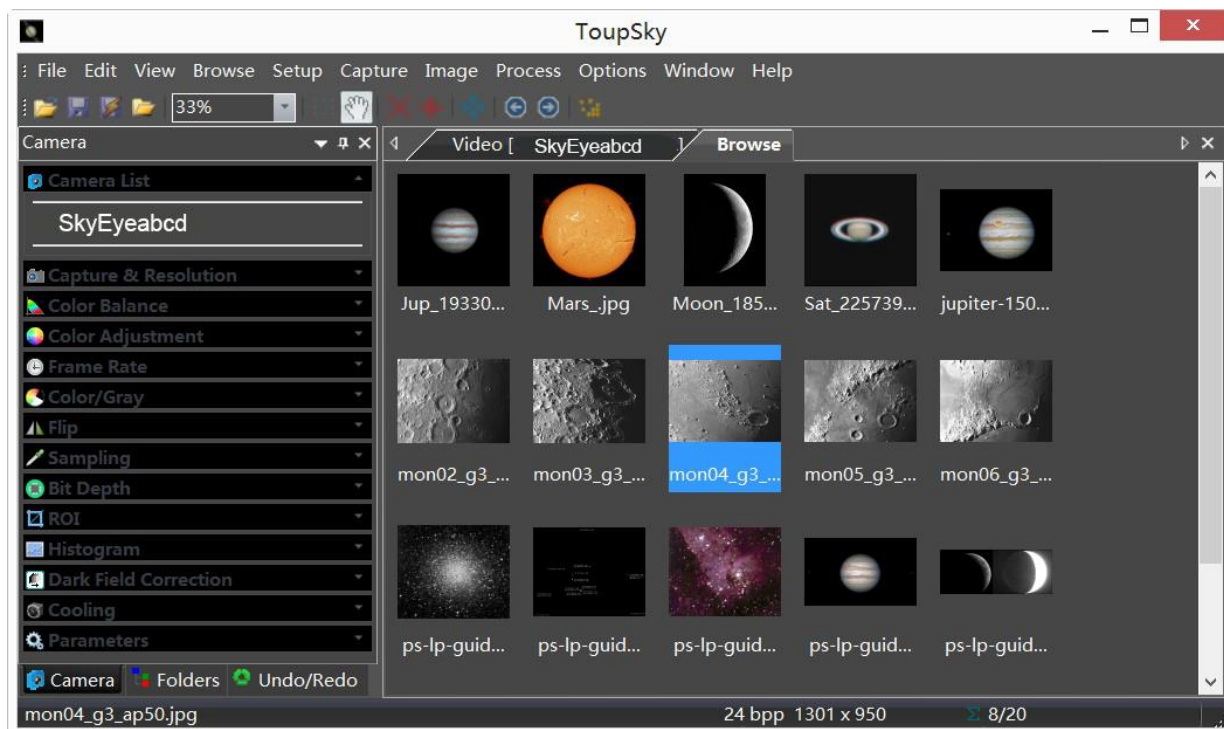 ToupSky
File Edit View Browse Setup Capture Image Process Options Window Help
33%
Camera
Video [ SkyEyeabcd ]
Browse
Camera List
SkyEyeabcd
Capture & Resolution
Color Balance
Color Adjustment
Frame Rate
Color/Gray
Flip
Sampling
Bit Depth
ROI
Histogram
Dark Field Correction
Cooling
Parameters
Camera Folders Undo/Redo
Jup_19330... Mars_.jpg Moon_185... Sat_225739... jupiter-150...
mon02_g3_... mon03_g3_... mon04_g3_... mon05_g3_... mon06_g3_...
ps-lp-guid... ps-lp-guid... ps-lp-guid... ps-lp-guid... ps-lp-guid...
mon04_g3_ap50.jpg 24 bpp 1301 x 950 Σ 8/20